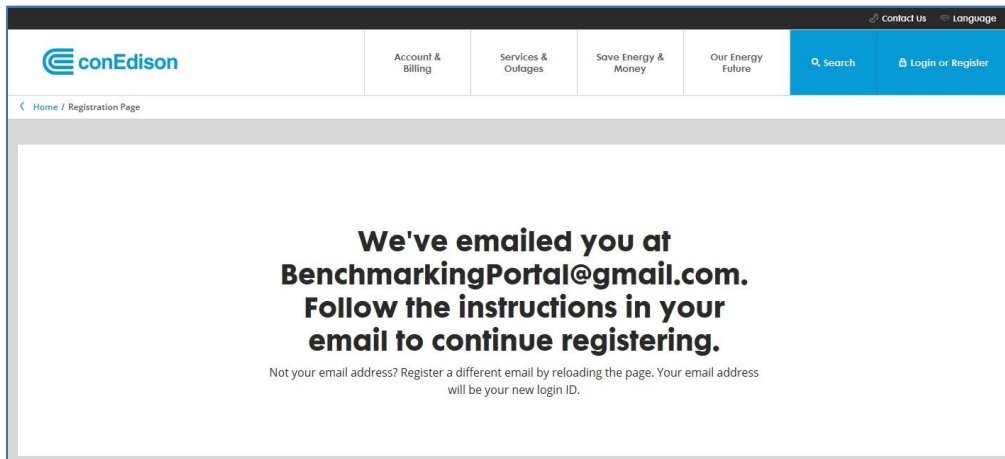 Contact Us Language
conEdison
Account & Billing
Services & Outages
Save Energy & Money
Our Energy Future
Search
Login or Register
Home / Registration Page
We've emailed you at
BenchmarkingPortal@gmail.com.
Follow the instructions in your
email to continue registering.
Not your email address? Register a different email by reloading the page. Your email address
will be your new login ID.